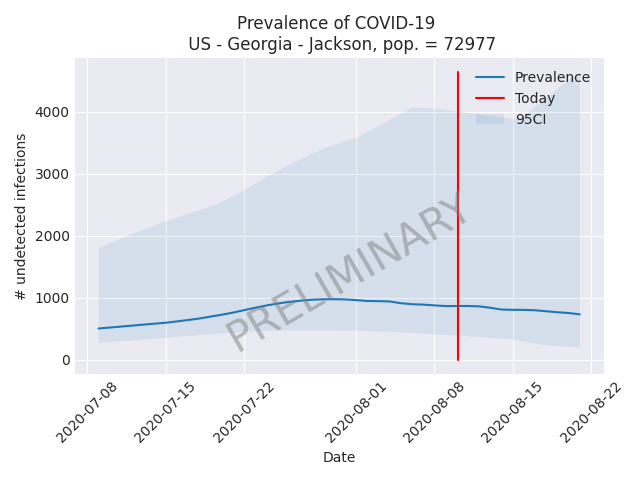 Prevalence of COVID-19
US - Georgia - Jackson, pop. = 72977
Prevalence
Today
95CI
# undetected infections
4000
3000
2000
1000
0
PRELIMINARY
2020-07-08
2020-07-15
2020-07-22
2020-08-01
2020-08-08
2020-08-15
2020-08-22
Date